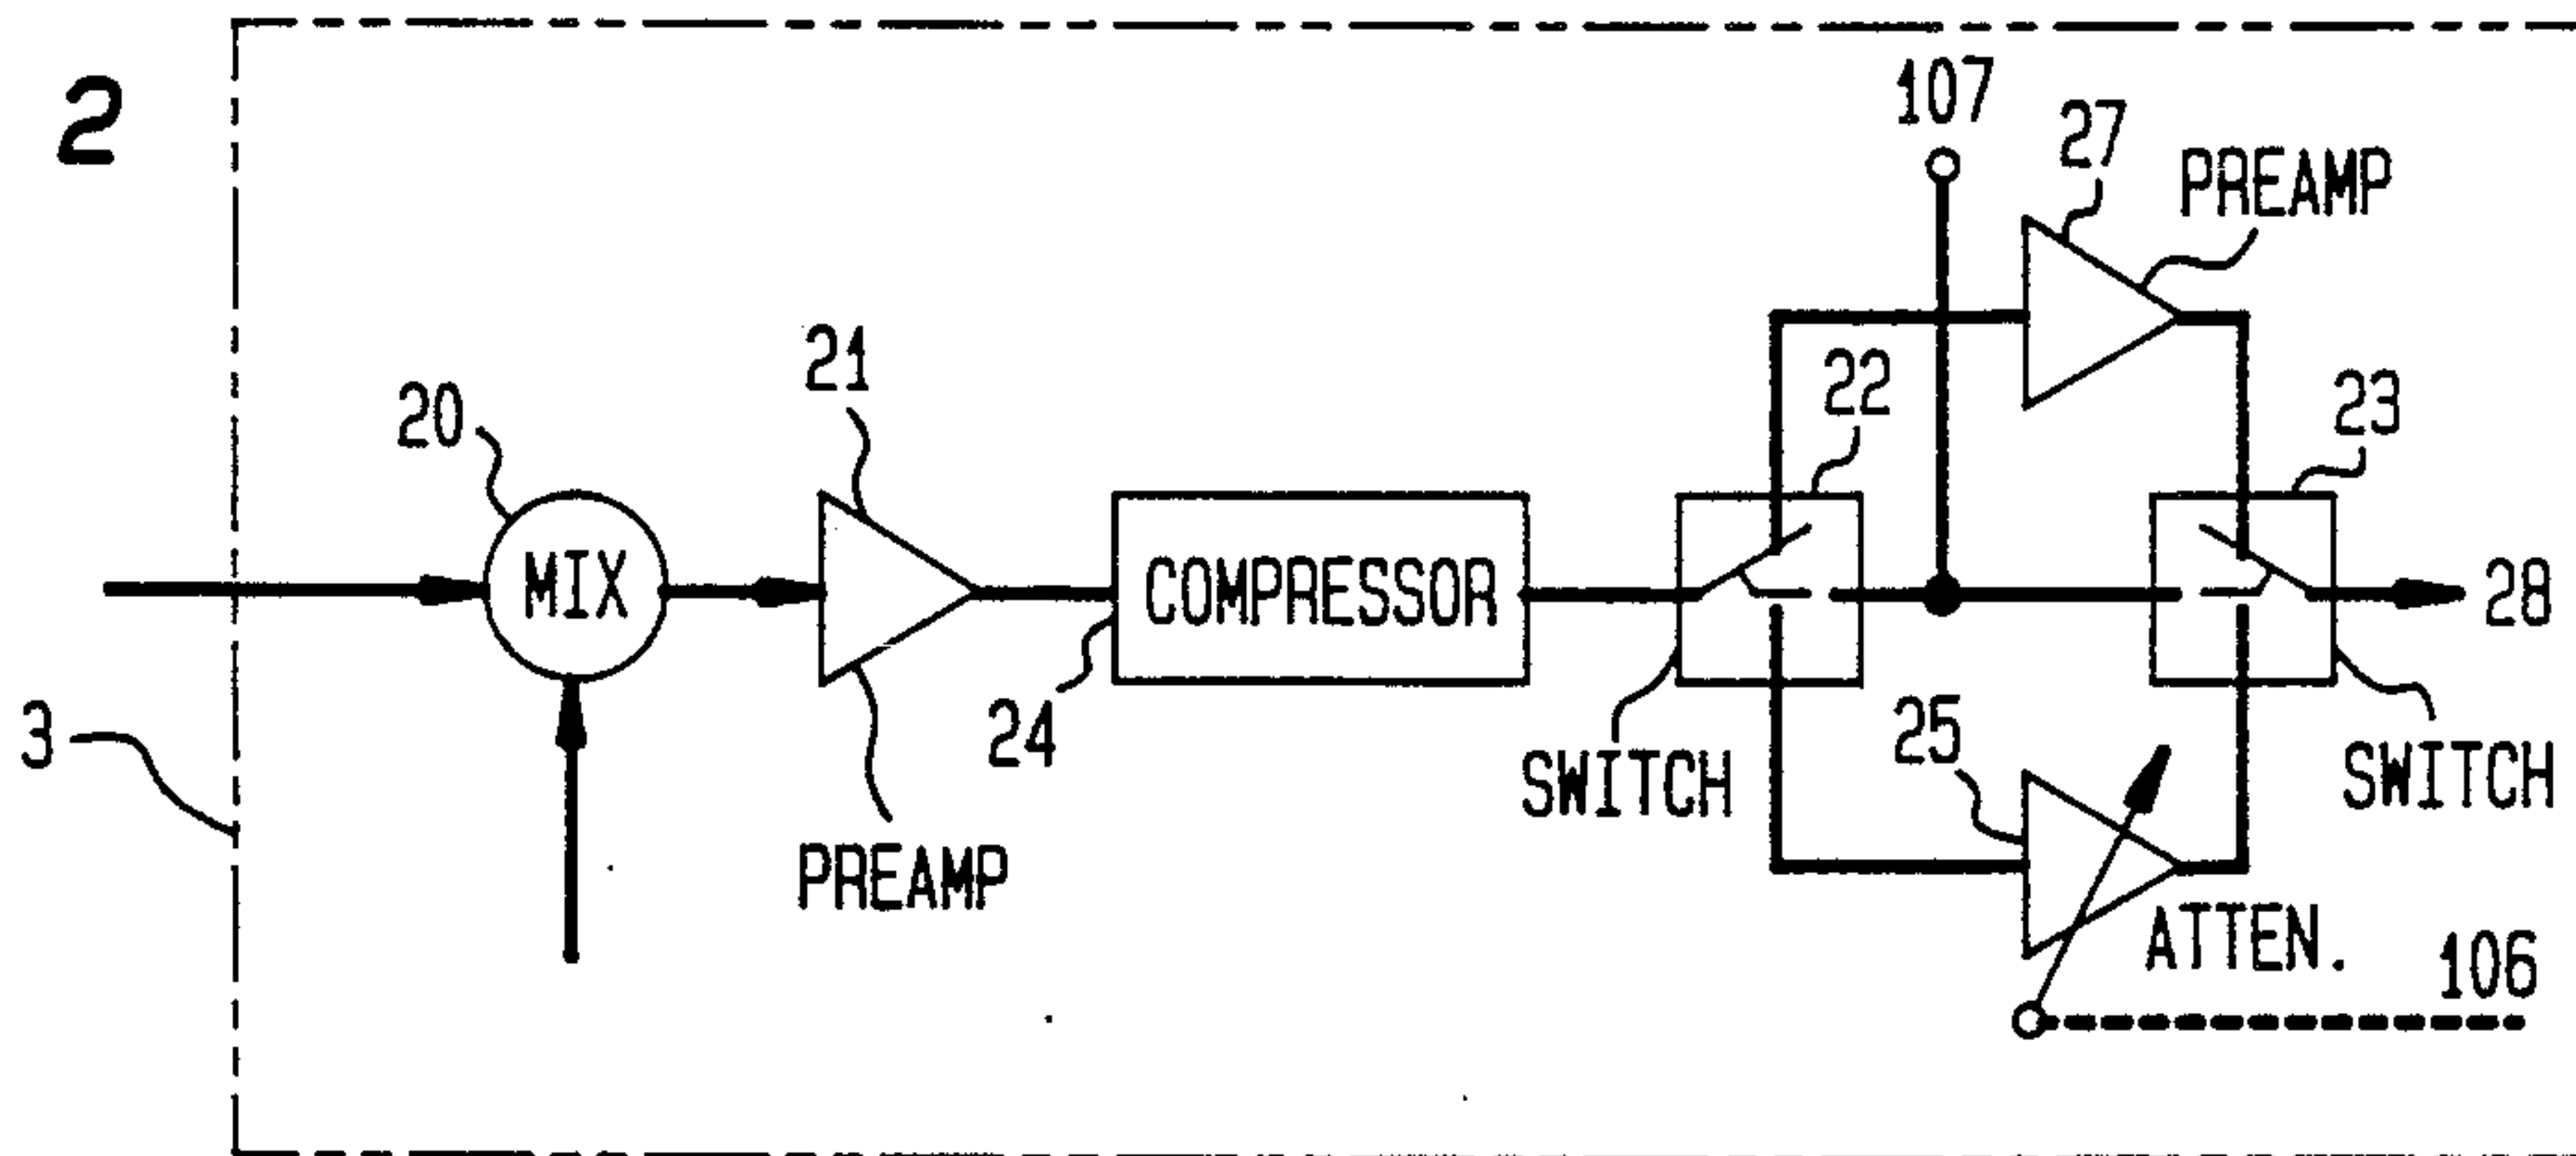 2
107
27
PREAMP
21
22
20
23
MIX
COMPRESSOR
28
3
24
SWITCH
25
SWITCH
PREAMP
ATTEN.
106